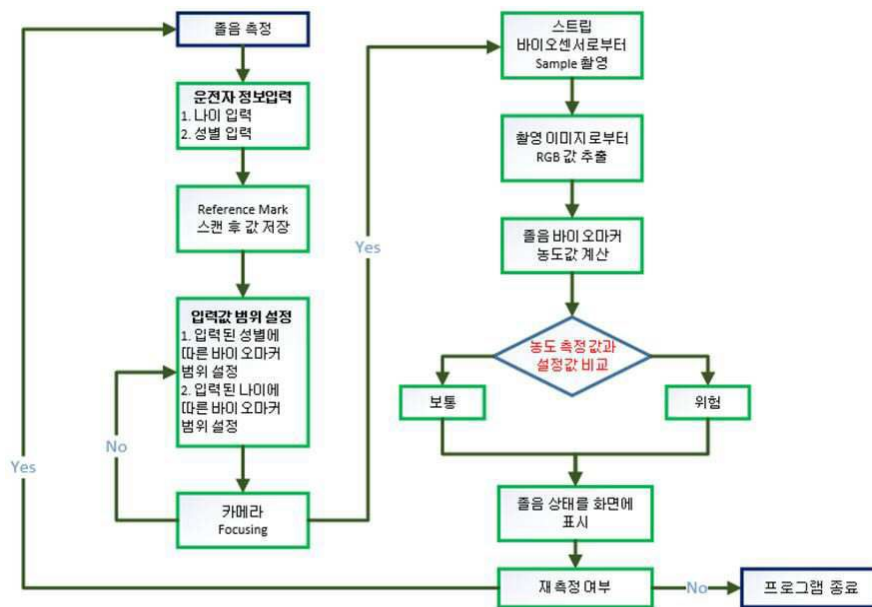 졸음 측정
운전자 정보입력
1. 나이 입력
2. 성별 입력
Reference Mark
스캔 후 값 저장
입력값 범위 설정
1. 입력된 성별에
따른 바이오마커
범위 설정
2. 입력된 나이에
따른 바이오마커
범위 설정
No
Yes
카메라
Focusing
Yes
스트립
바이오센서로부터
Sample 촬영
촬영 이미지로부터
RGB 값 추출
졸음 바이오마커
농도값 계산
농도 측정 값과
설정값 비교
보통
위험
졸음 상태를 화면에
표시
재 측정 여부
No
프로그램 종료